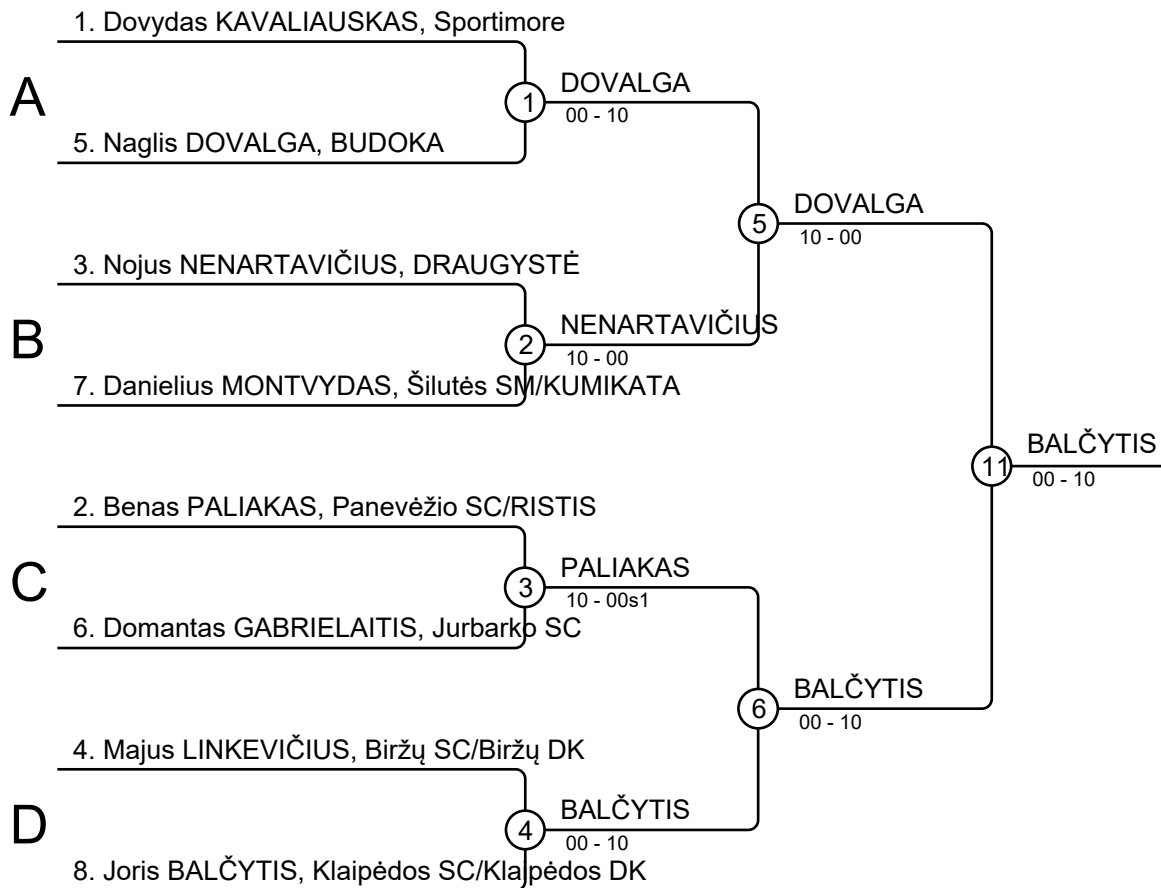 1. Dovydas KAVALIAUSKAS, Sportimore
A
1
DOVALGA
00 - 10
5. Naglis DOVALGA, BUDOKA
5
DOVALGA
10 - 00
3. Nojus NENARTAVIČIUS, DRAUGYSTĖ
B
2
NENARTAVIČIUS
10 - 00
7. Danielius MONTVYDAS, Šilutės SM/KUMIKATA
11
BALČYTIS
00 - 10
2. Benas PALIAKAS, Panevėžio SC/RISTIS
C
3
PALIAKAS
10 - 00s1
6. Domantas GABRIELAITIS, Jurbarko SC
6
BALČYTIS
00 - 10
4. Majus LINKEVIČIUS, Biržų SC/Biržų DK
D
4
BALČYTIS
00 - 10
8. Joris BALČYTIS, Klaipėdos SC/Klaipėdos DK